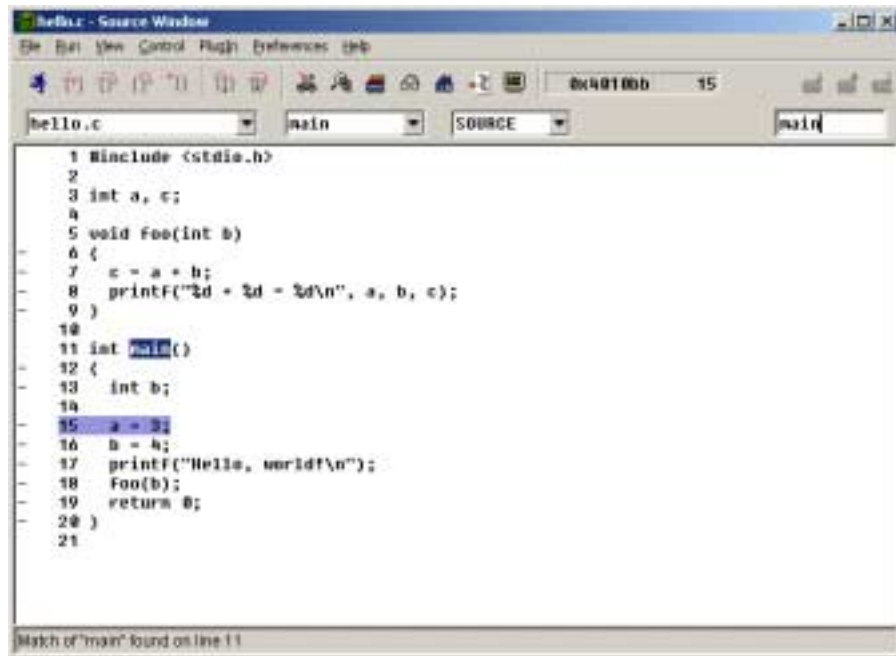 hello.c - Source Window
File Run View Control PlugIn Preferences Help
0x4010bb 15
hello.c main SOURCE main
1 #include <stdio.h>
2
3 int a, c;
4
5 void foo(int b)
6 {
7 c = a + b;
8 printf("%d + %d = %d\n", a, b, c);
9 }
10
11 int main()
12 {
13 int b;
14
15 a = 3;
16 b = 4;
17 printf("Hello, world!\n");
18 foo(b);
19 return 0;
20 }
21
Match of "main" found on line 11